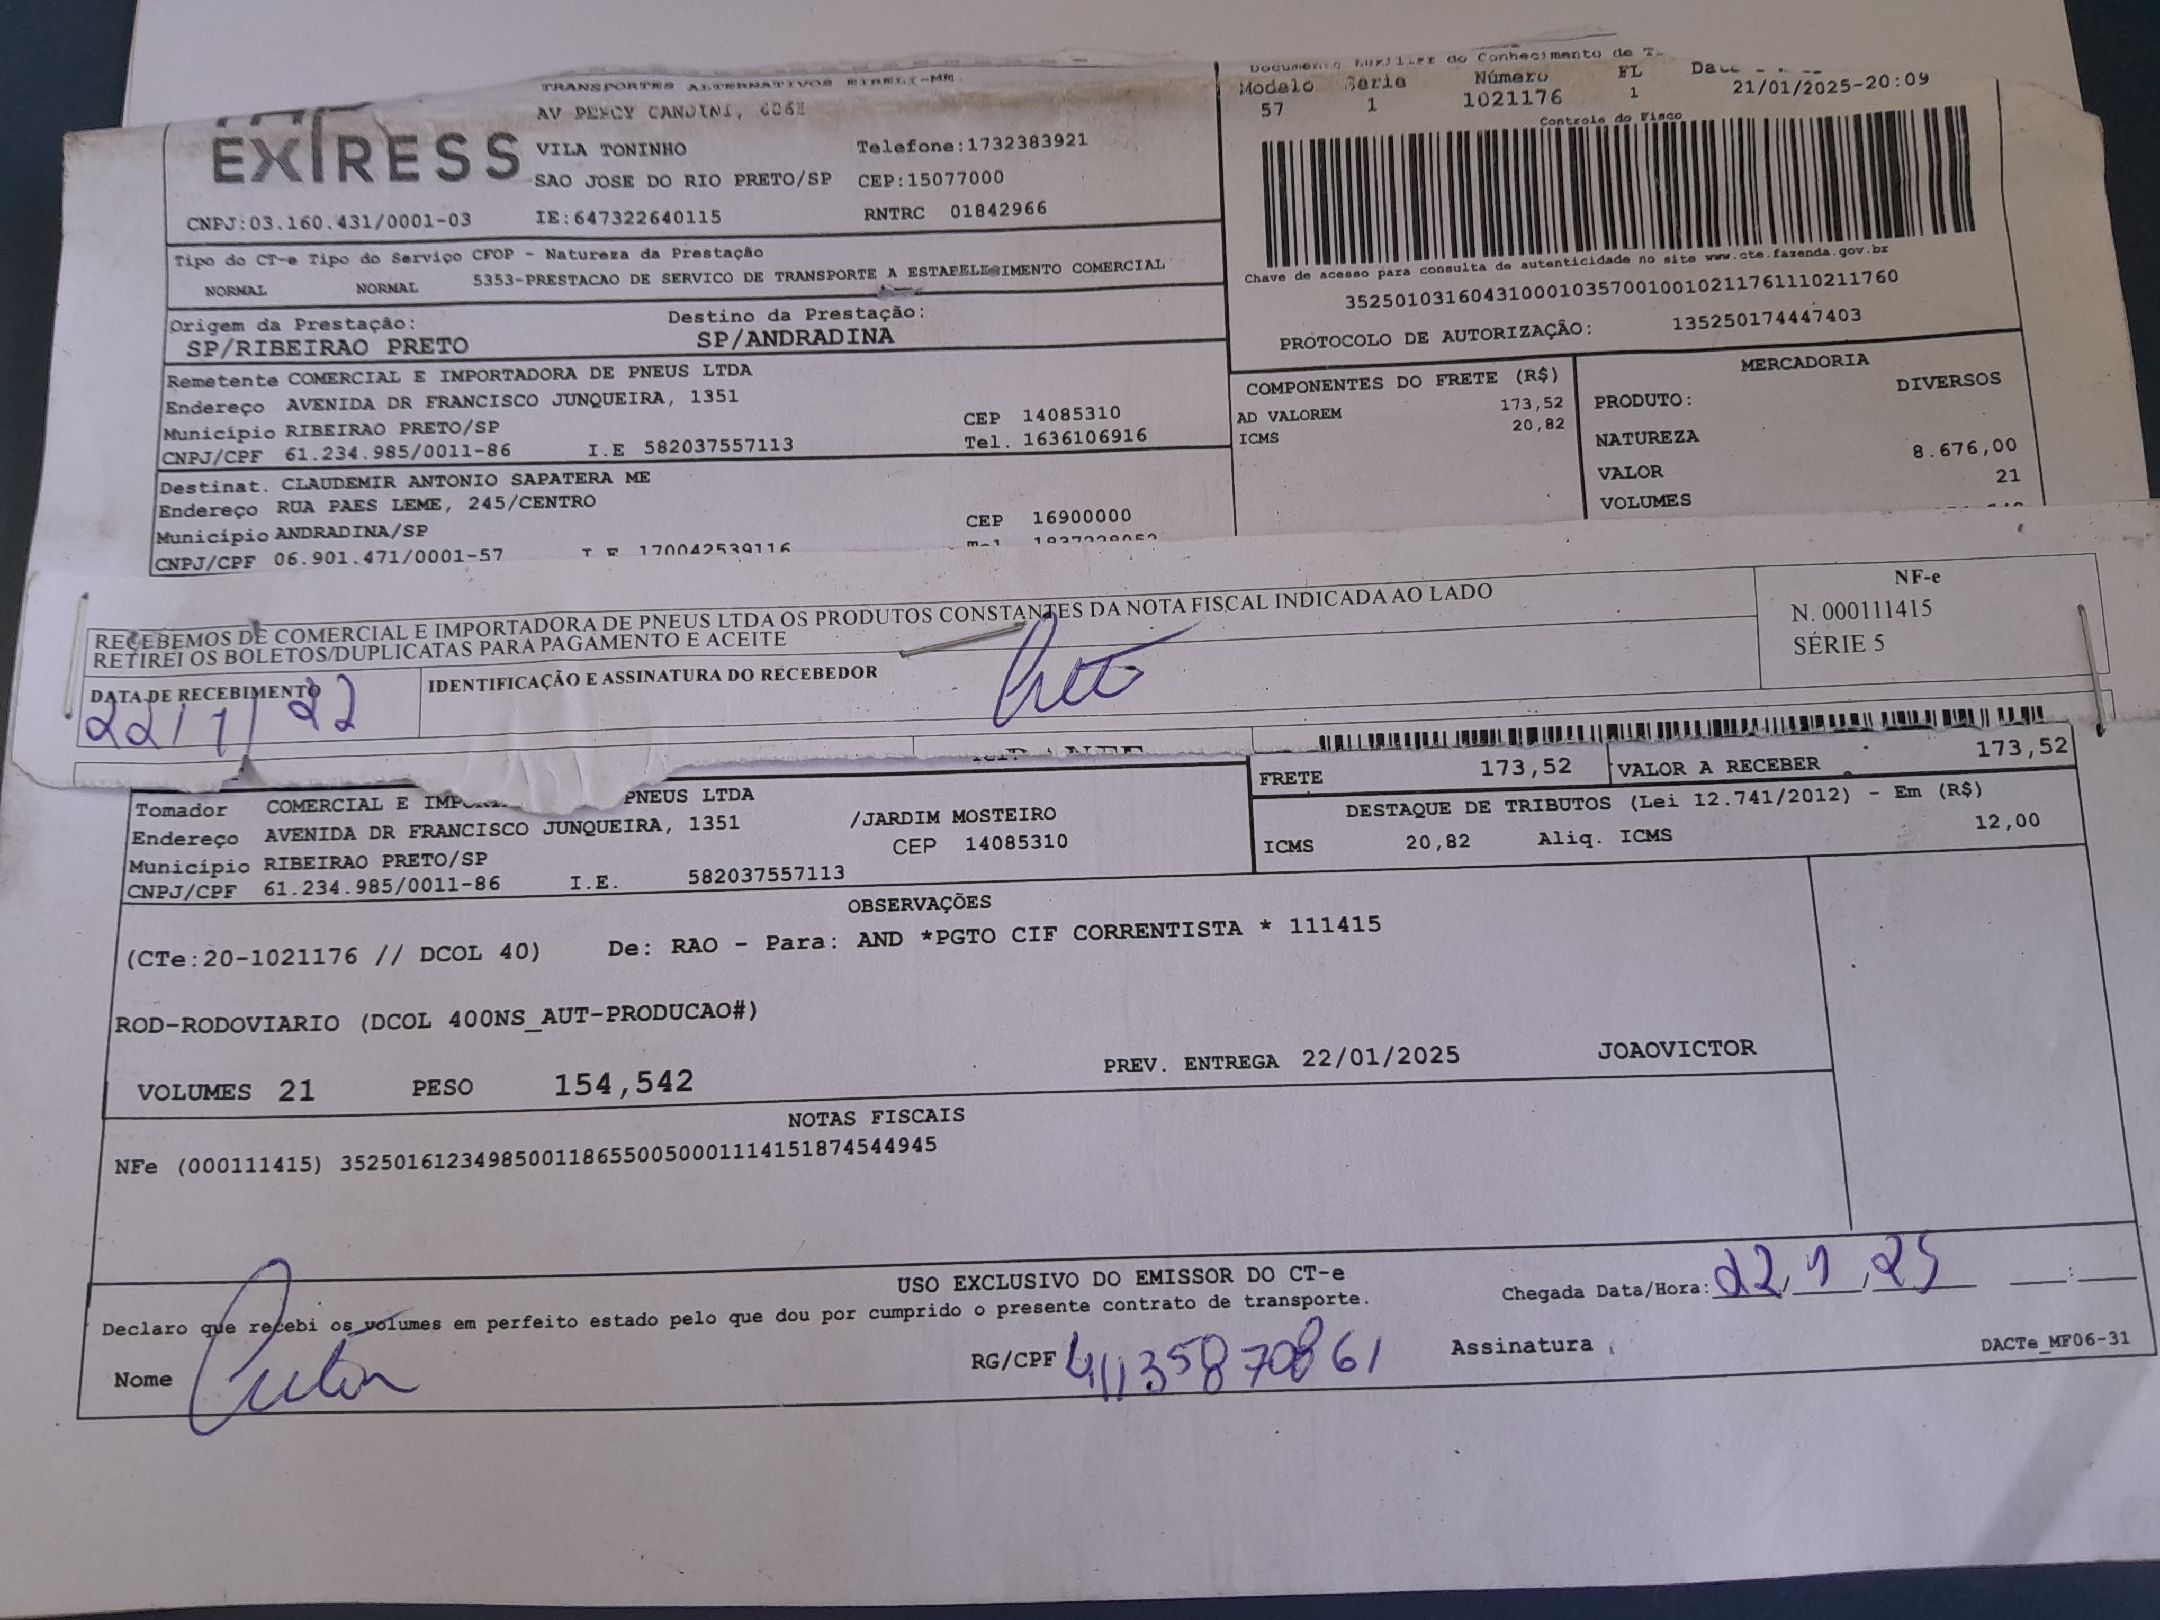 TRANSPORTES ALTERNATIVOS EIRELI-ME.
EXPRESS
AV PERCY GANDINI,
VILA TONINHO Telefone:1732383921
SAO JOSE DO RIO PRETO/SP CEP:15077000
CNPJ:03.160.431/0001-03 IE:647322640115 RNTRC 01842966
Documento Auxiliar do Conhecimento de
Modelo Serie Número FL
57 1 1021176 1 21/01/2025-20:09
Controle do Fisco
Chave de acesso para consulta de autenticidade no site www.cte.fazenda.gov.br
35250103160431000103570010010211761110211760
PROTOCOLO DE AUTORIZAÇÃO: 135250174447403
Tipo do CT-e Tipo do Serviço CFOP - Natureza da Prestação
NORMAL NORMAL 5353-PRESTACAO DE SERVICO DE TRANSPORTE A ESTABELECIMENTO COMERCIAL
Origem da Prestação: Destino da Prestação:
SP/RIBEIRAO PRETO SP/ANDRADINA
Remetente COMERCIAL E IMPORTADORA DE PNEUS LTDA
Endereço AVENIDA DR FRANCISCO JUNQUEIRA, 1351
Município RIBEIRAO PRETO/SP CEP 14085310
CNPJ/CPF 61.234.985/0011-86 I.E 582037557113 Tel. 1636106916
Destinat. CLAUDEMIR ANTONIO SAPATERA ME
Endereço RUA PAES LEME, 245/CENTRO
Município ANDRADINA/SP CEP 16900000
CNPJ/CPF 06.901.471/0001-57 I.E 170042539116
COMPONENTES DO FRETE (R$)
AD VALOREM 173,52
ICMS 20,82
MERCADORIA
PRODUTO: DIVERSOS
NATUREZA
VALOR 8.676,00
VOLUMES 21
RECEBEMOS DE COMERCIAL E IMPORTADORA DE PNEUS LTDA OS PRODUTOS CONSTANTES DA NOTA FISCAL INDICADA AO LADO
RETIREI OS BOLETOS/DUPLICATAS PARA PAGAMENTO E ACEITE
NF-e
N. 000111415
SÉRIE 5
DATA DE RECEBIMENTO IDENTIFICAÇÃO E ASSINATURA DO RECEBEDOR
22/1/22
FRETE 173,52 VALOR A RECEBER 173,52
Tomador COMERCIAL E PNEUS LTDA
Endereço AVENIDA DR FRANCISCO JUNQUEIRA, 1351 /JARDIM MOSTEIRO
Município RIBEIRAO PRETO/SP CEP 14085310
CNPJ/CPF 61.234.985/0011-86 I.E. 582037557113
DESTAQUE DE TRIBUTOS (Lei 12.741/2012) - Em (R$)
ICMS 20,82 Aliq. ICMS 12,00
OBSERVAÇÕES
(CTe:20-1021176 // DCOL 40) De: RAO - Para: AND *PGTO CIF CORRENTISTA * 111415
ROD-RODOVIARIO (DCOL 400NS_AUT-PRODUCAO#)
VOLUMES 21 PESO 154,542 PREV. ENTREGA 22/01/2025 JOAOVICTOR
NOTAS FISCAIS
NFe (000111415) 35250161234985001186550050001114151874544945
USO EXCLUSIVO DO EMISSOR DO CT-e
Declaro que recebi os volumes em perfeito estado pelo que dou por cumprido o presente contrato de transporte.
Chegada Data/Hora: 22/1/25 __:__
Nome RG/CPF 41135870861 Assinatura
DACTe_MF06-31